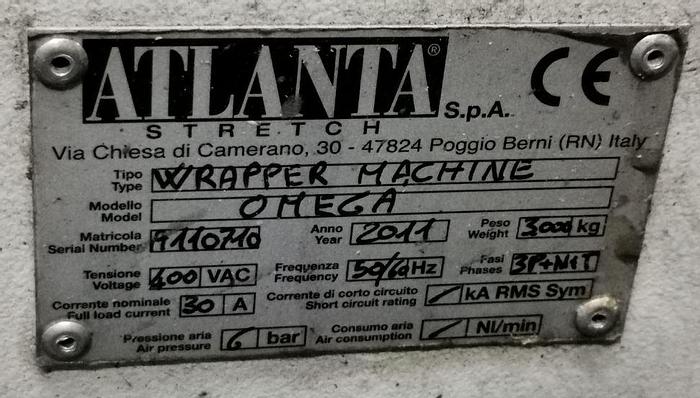 ATLANTA® S.p.A. CE
STRETCH
Via Chiesa di Camerano, 30 - 47824 Poggio Berni (RN) Italy
Tipo
Type WRAPPER MACHINE
Modello
Model OMEGA
Matricola
Serial Number 9110710 Anno
Year 2011 Peso
Weight 3000 kg
Tensione
Voltage 400 VAC Frequenza
Frequency 50/60 Hz Fasi
Phases 3P+N+T
Corrente nominale
Full load current 30 A Corrente di corto circuito
Short circuit rating / kA RMS Sym
Pressione aria
Air pressure 6 bar Consumo aria
Air consumption / Nl/min